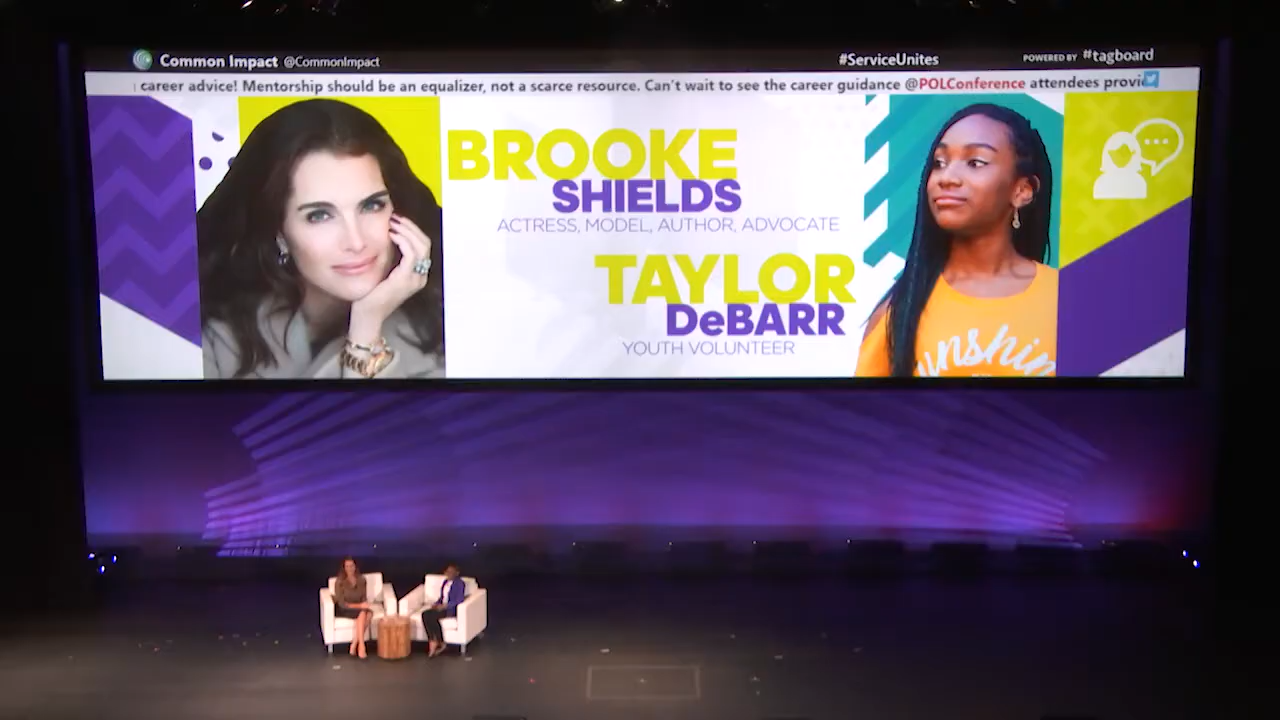 Common Impact @CommonImpact
#ServiceUnites
POWERED BY #tagboard
career advice! Mentorship should be an equalizer, not a scarce resource. Can't wait to see the career guidance @POLConference attendees provi
BROOKE
SHIELDS
ACTRESS, MODEL, AUTHOR, ADVOCATE
TAYLOR
DeBARR
YOUTH VOLUNTEER
unshin